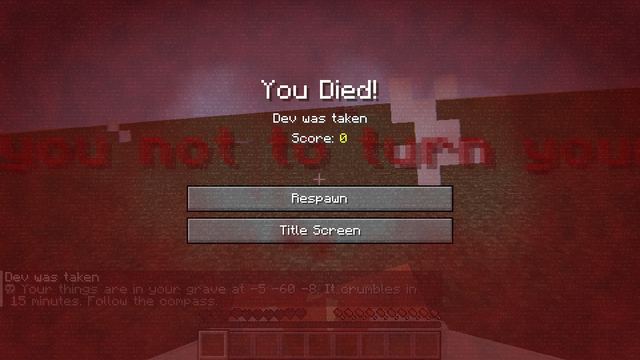 You Died!
Dev was taken
Score: 0
you not to turn you
Respawn
Title Screen
Dev was taken
Your things are in your grave at -5 -60 -8. It crumbles in
15 minutes. Follow the compass.